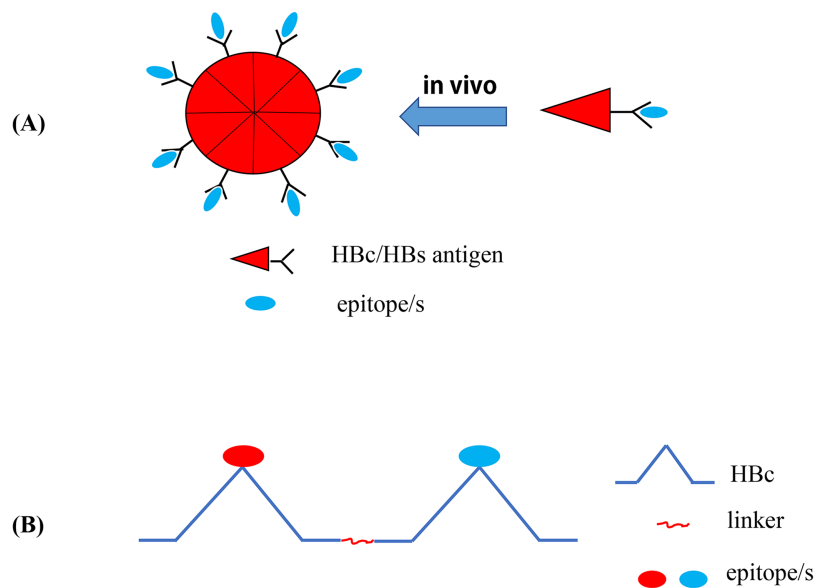 in vivo
(A)
HBc/HBs antigen
epitope/s
HBc
(B)
linker
epitope/s